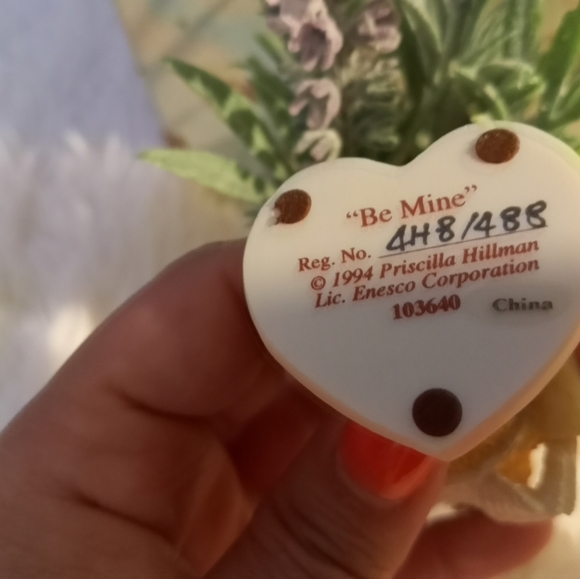 “Be Mine”
Reg. No. 4H8/488
© 1994 Priscilla Hillman
Lic. Enesco Corporation
103640 China